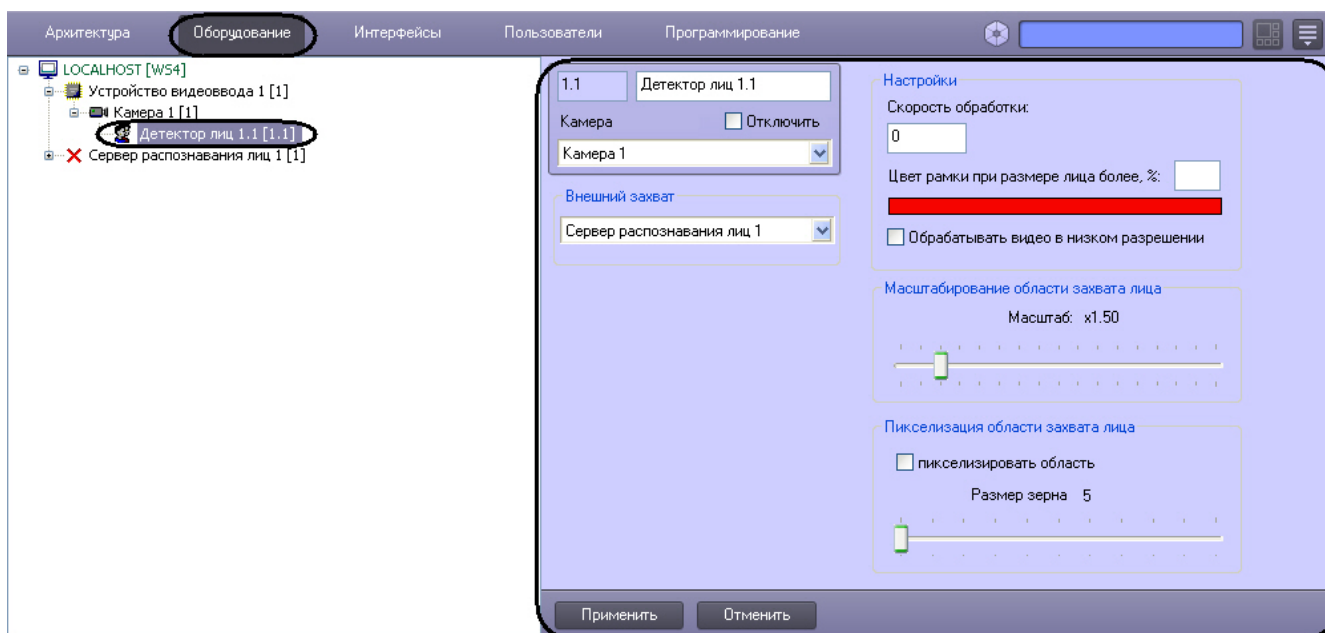 Архитектура Оборудование Интерфейсы Пользователи Программирование
LOCALHOST [WS4]
Устройство видеоввода 1 [1]
Камера 1 [1]
Детектор лиц 1.1 [1.1]
Сервер распознавания лиц 1 [1]
1.1 Детектор лиц 1.1
Камера Отключить
Камера 1
Внешний захват
Сервер распознавания лиц 1
Настройки
Скорость обработки:
0
Цвет рамки при размере лица более, %:
Обрабатывать видео в низком разрешении
Масштабирование области захвата лица
Масштаб: x1.50
Пикселизация области захвата лица
пикселизировать область
Размер зерна 5
Применить Отменить